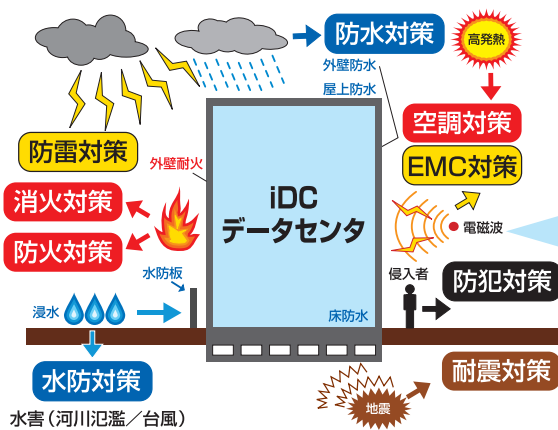 防水対策
高発熱
外壁防水
屋上防水
空調対策
防雷対策
外壁耐火
EMC対策
消火対策
iDC
データセンタ
防火対策
電磁波
水防板
侵入者
防犯対策
浸水
床防水
水防対策
耐震対策
地震
水害（河川氾濫／台風）